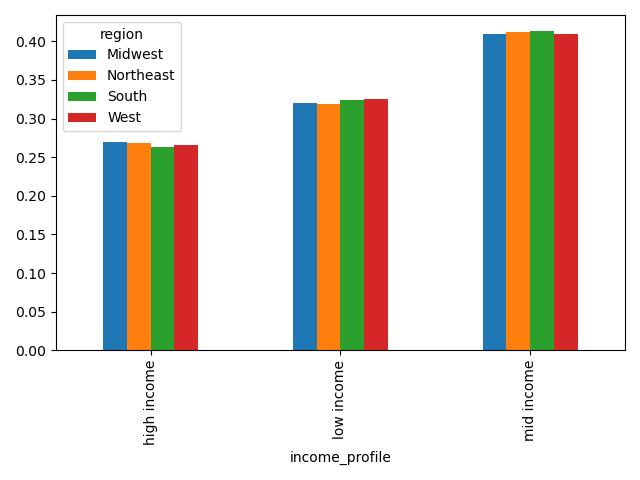 region
Midwest
Northeast
South
West
0.40
0.35
0.30
0.25
0.20
0.15
0.10
0.05
0.00
high income
low income
mid income
income_profile